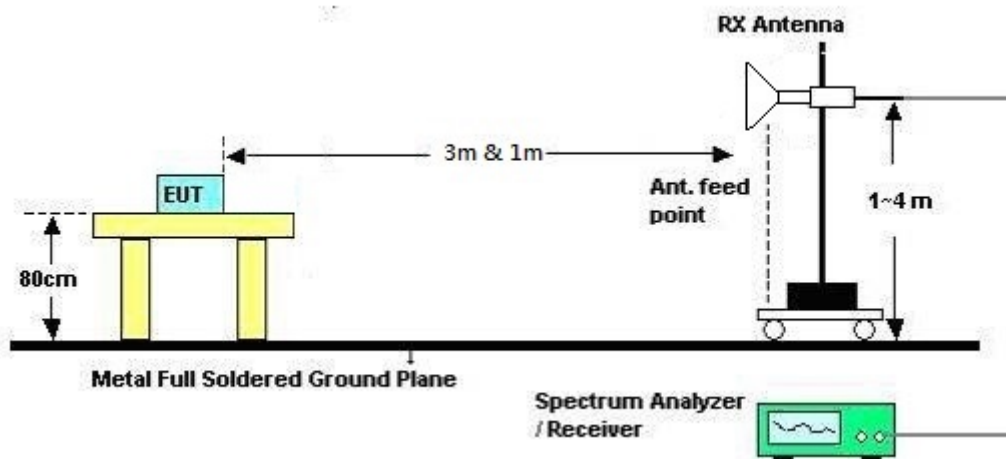 RX Antenna
3m & 1m
EUT
Ant. feed
point
1~4 m
80cm
Metal Full Soldered Ground Plane
Spectrum Analyzer
/ Receiver